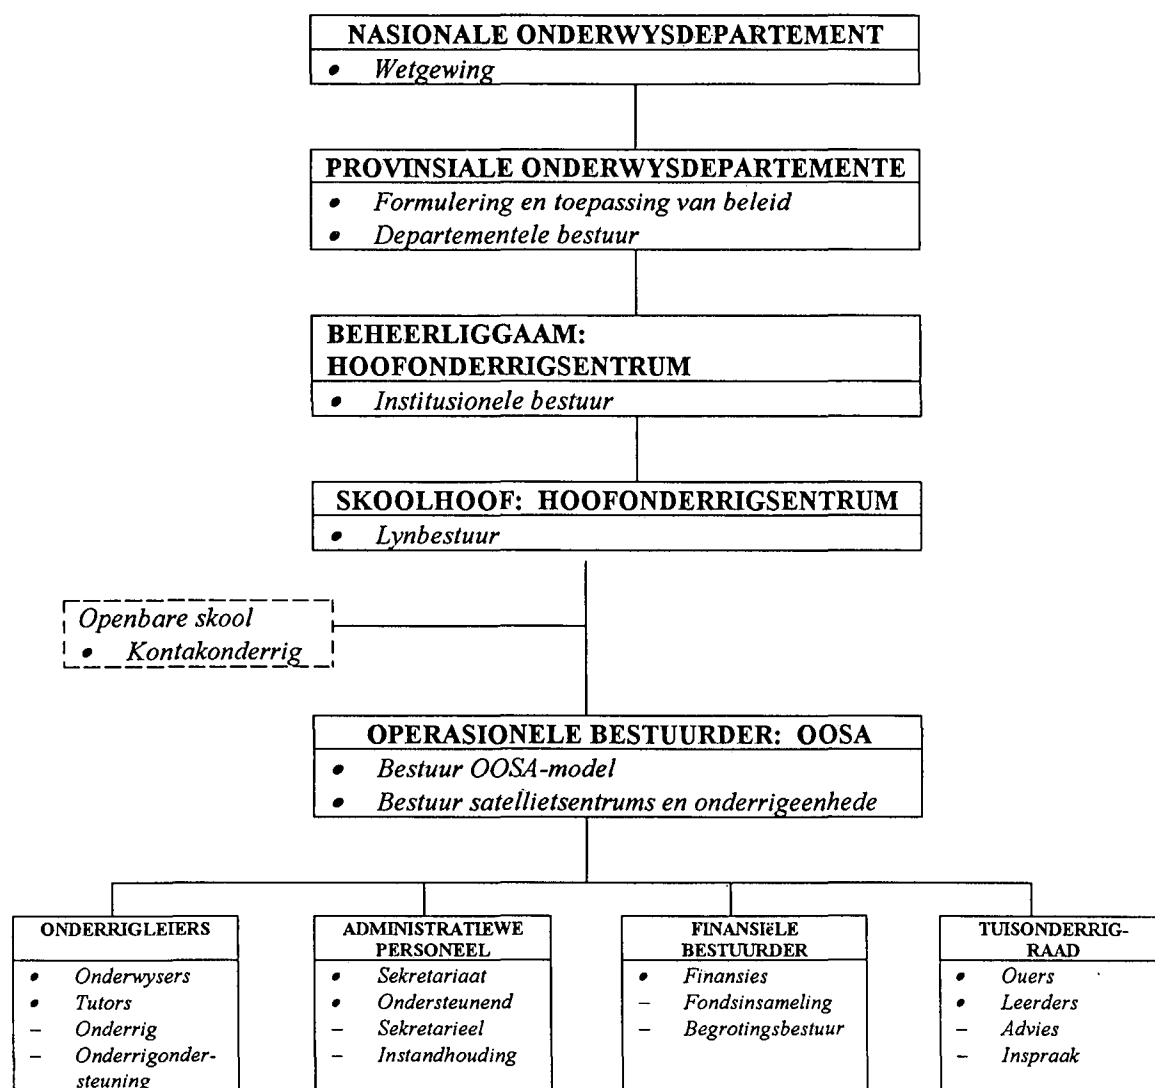 NASIONALE ONDERWYSDEPARTEMENT
• Wetgewing
PROVINSIALE ONDERWYSDEPARTEMENTE
• Formulering en toepassing van beleid
• Departementele bestuur
BEHEERLIGGAAM:
HOOFONDERRIGSENTRUM
• Institusionele bestuur
SKOOLHOOF: HOOFONDERRIGSENTRUM
• Lynbestuur
Openbare skool
• Kontakonderrig
OPERASIONELE BESTUURDER: OOSA
• Bestuur OOSA-model
• Bestuur satellietsentrums en onderrigeenhede
ONDERRIGLEIERS
• Onderwysers
• Tutors
– Onderrig
– Onderrigonder-
steuning
ADMINISTRATIEWE
PERSONEEL
• Sekretariaat
• Ondersteunend
– Sekretarieel
– Instandhouding
FINANSIëLE
BESTUURDER
• Finansies
– Fondsinsameling
– Begrotingsbestuur
TUISONDERRIG-
RAAD
• Ouers
• Leerders
– Advies
– Inspraak